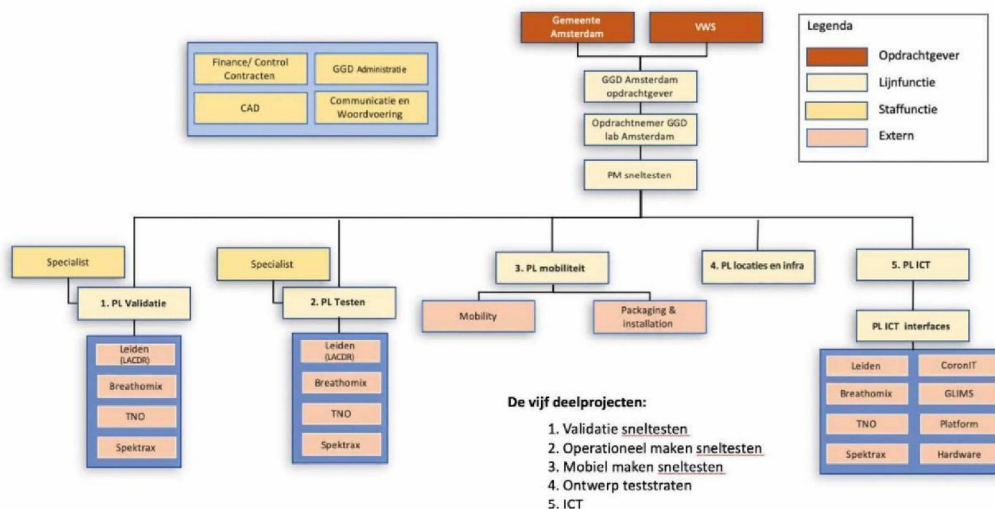 Gemeente
Amsterdam
VWS
Legenda
Opdrachtgever
Lijnfunctie
Staffunctie
Extern
Finance/ Control
Contracten
GGD Administratie
CAD
Communicatie en
Woordvoering
GGD Amsterdam
opdrachtgever
Opdrachtnemer GGD
lab Amsterdam
PM sneltesten
Specialist
1. PL Validatie
Leiden
(LACDR)
Breathomix
TNO
Spektrax
Specialist
2. PL Testen
Leiden
(LACDR)
Breathomix
TNO
Spektrax
3. PL mobiliteit
Mobility
Packaging &
installation
4. PL locaties en infra
5. PL ICT
PL ICT interfaces
Leiden
CoronIT
Breathomix
GLIMS
TNO
Platform
Spektrax
Hardware
De vijf deelprojecten:
1. Validatie sneltesten
2. Operationeel maken sneltesten
3. Mobiel maken sneltesten
4. Ontwerp teststraten
5. ICT